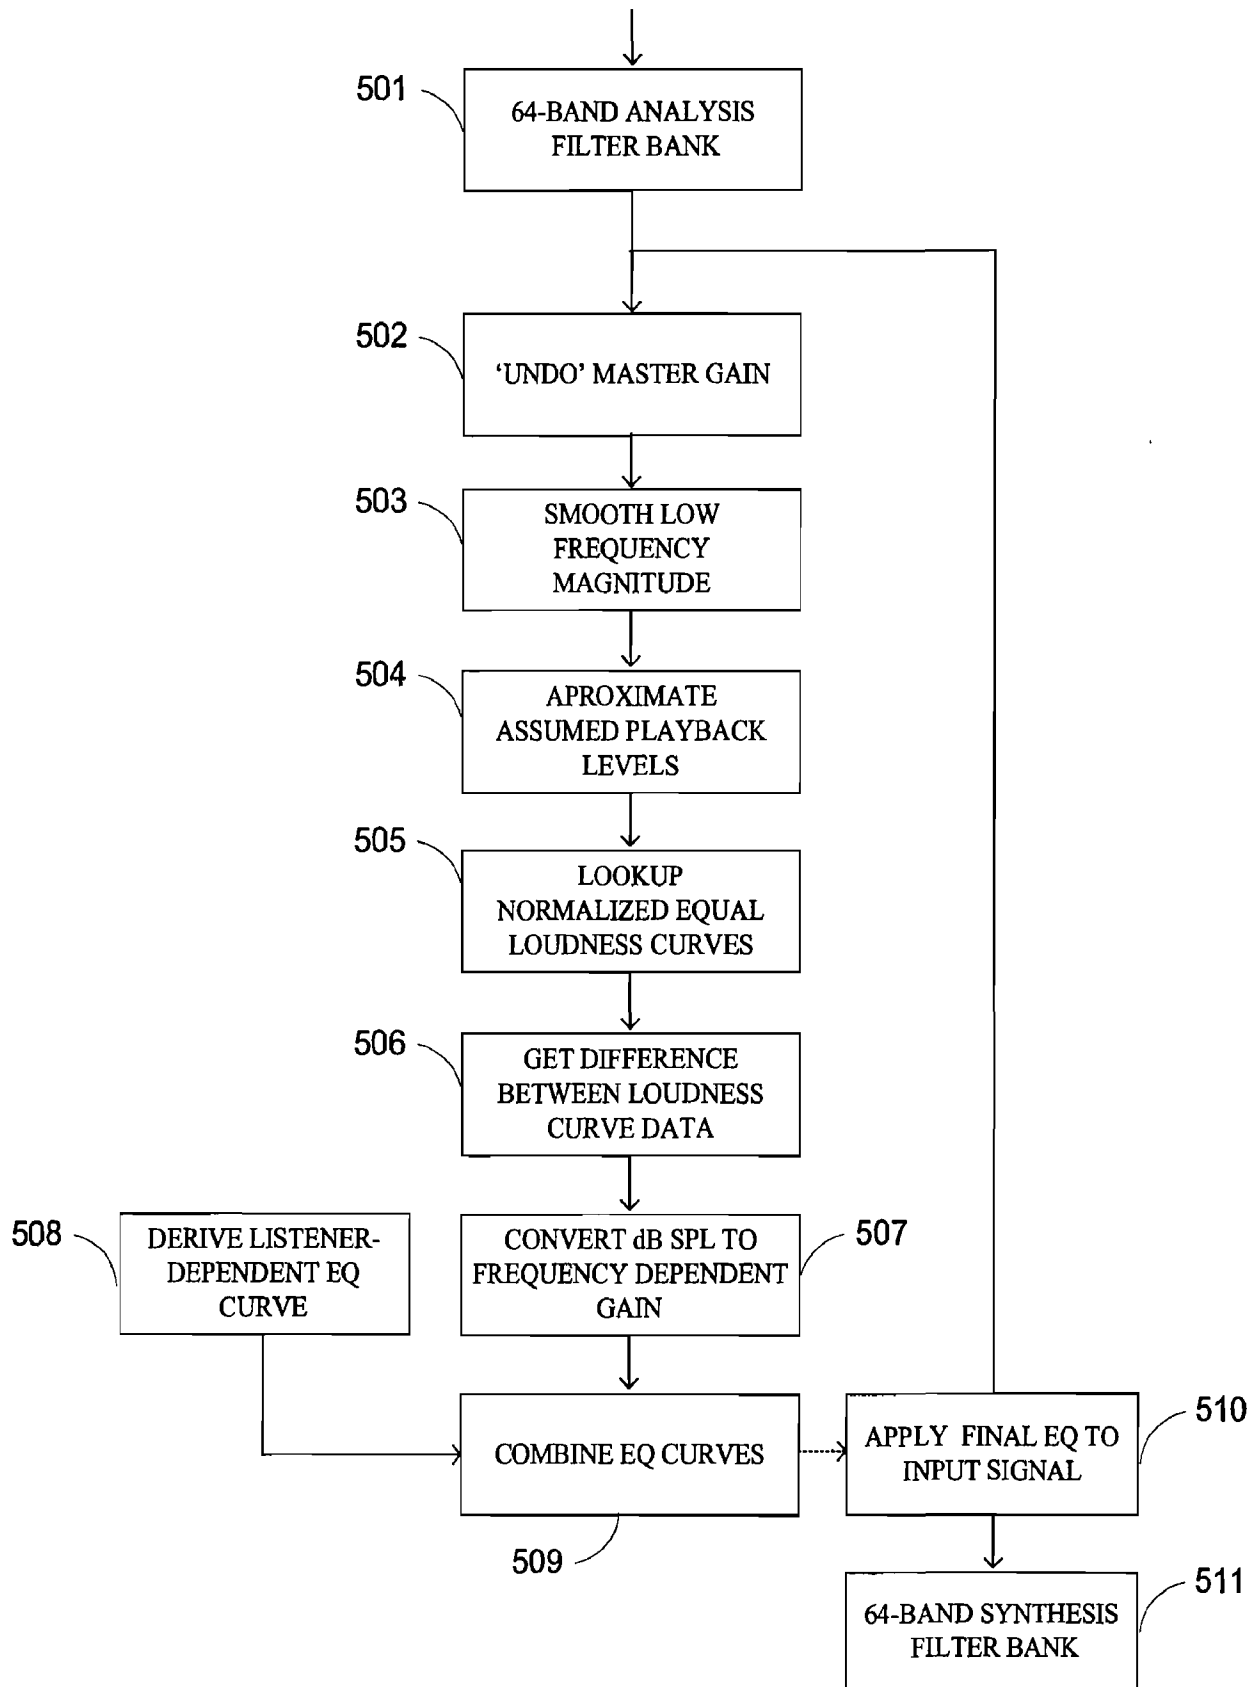 501
64-BAND ANALYSIS
FILTER BANK
502
‘UNDO’ MASTER GAIN
503
SMOOTH LOW
FREQUENCY
MAGNITUDE
504
APROXIMATE
ASSUMED PLAYBACK
LEVELS
505
LOOKUP
NORMALIZED EQUAL
LOUDNESS CURVES
506
GET DIFFERENCE
BETWEEN LOUDNESS
CURVE DATA
508
DERIVE LISTENER-
DEPENDENT EQ
CURVE
CONVERT dB SPL TO
FREQUENCY DEPENDENT
GAIN
507
COMBINE EQ CURVES
509
APPLY FINAL EQ TO
INPUT SIGNAL
510
64-BAND SYNTHESIS
FILTER BANK
511